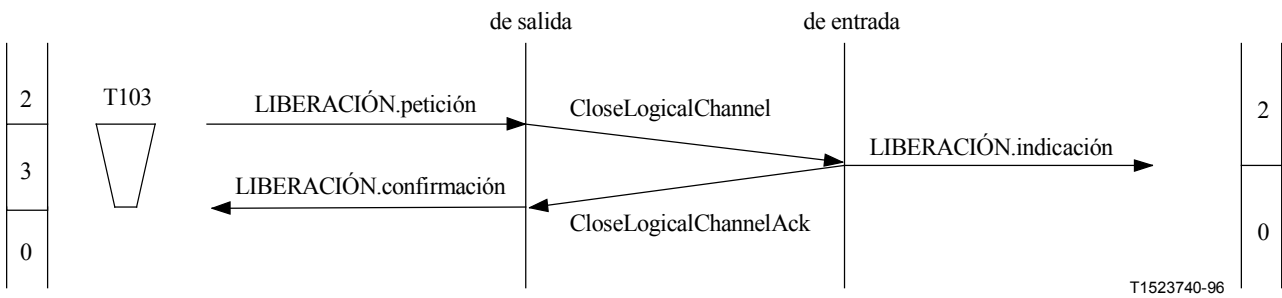 de salida
de entrada
2
T103
LIBERACIÓN.petición
CloseLogicalChannel
2
LIBERACIÓN.indicación
3
LIBERACIÓN.confirmación
CloseLogicalChannelAck
0
0
T1523740-96